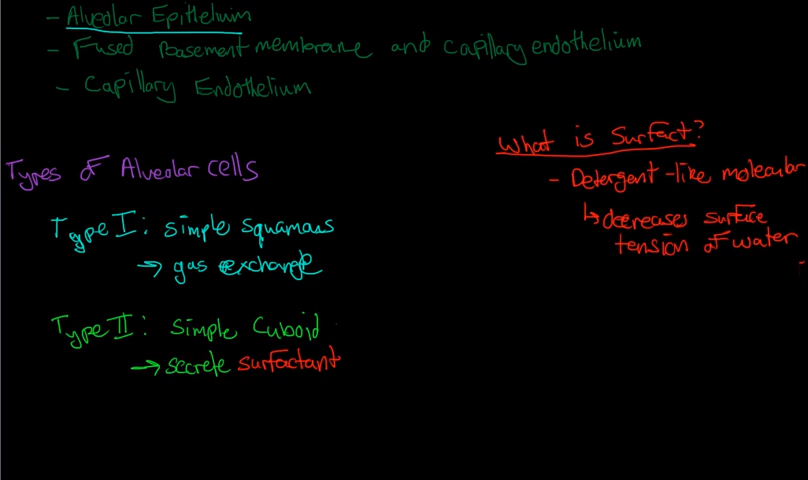 - Alveolar Epithelium
- Fused Basement membrane and capillary endothelium
- Capillary Endothelium
Types of Alveolar cells
Type I: simple squamous
→ gas exchange
Type II: Simple Cuboid
→ secrete surfactant
What is Surfact?
- Detergent-like molecular
↳ decreases surface
tension of water